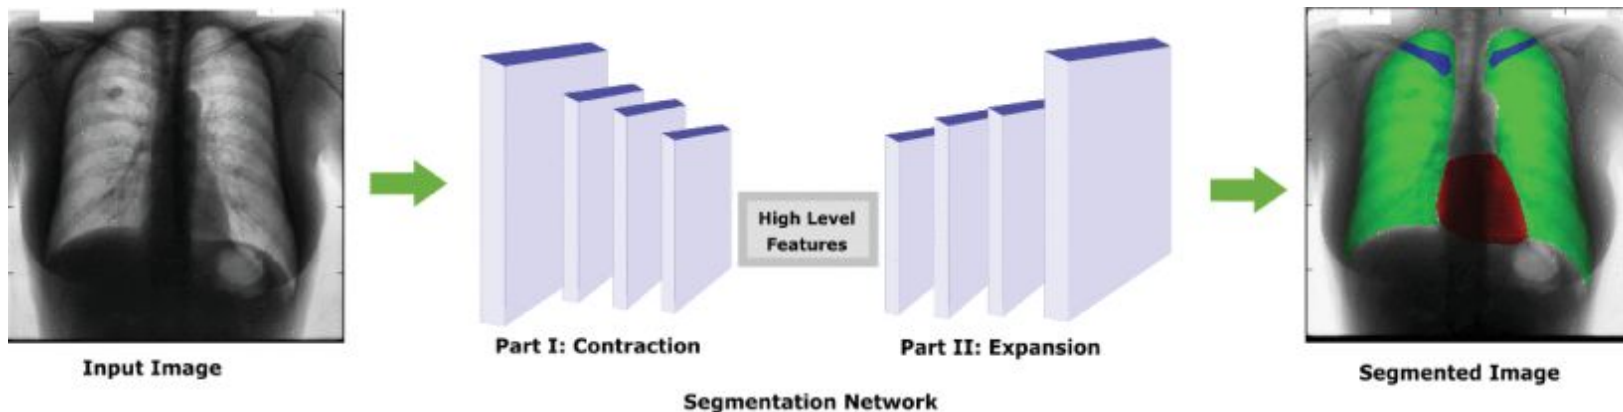 High Level
Features
Part I: Contraction
Part II: Expansion
Input Image
Segmented Image
Segmentation Network